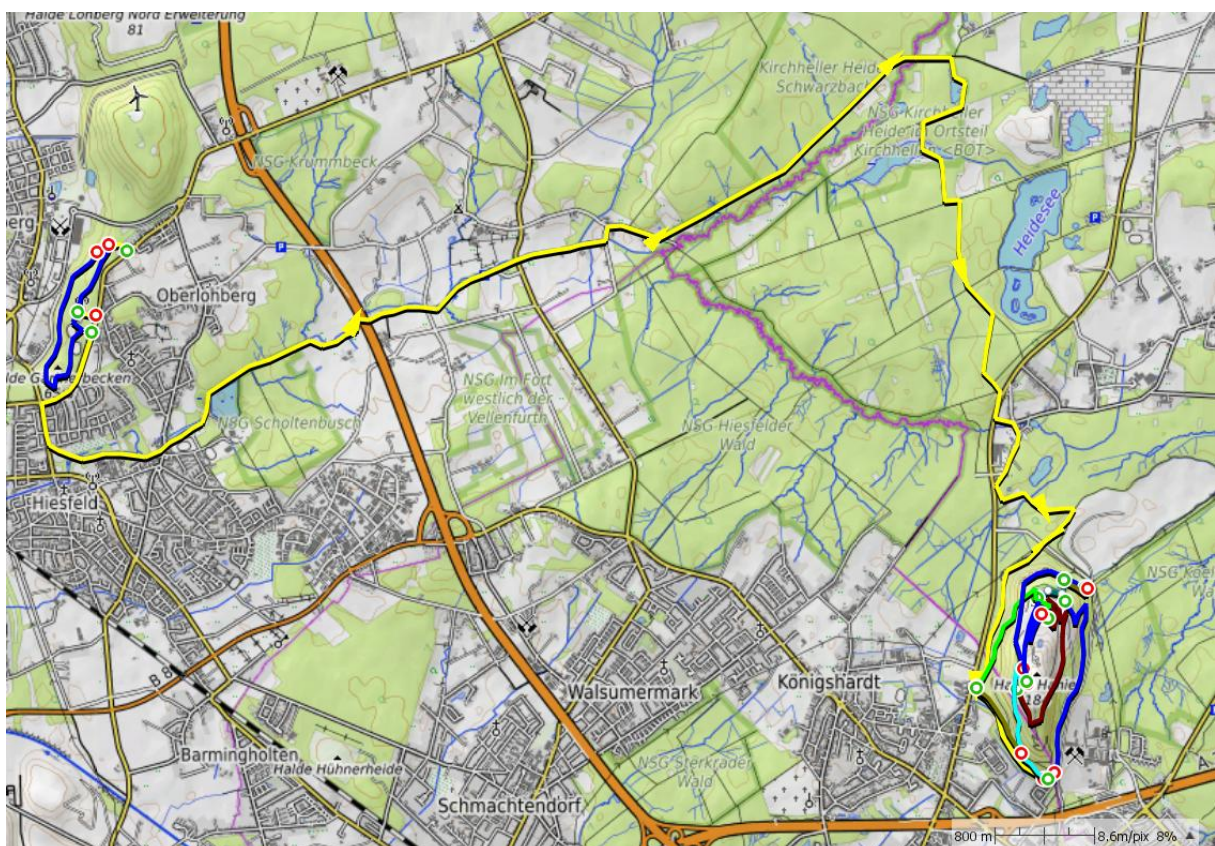 Halde Lohberg Nord Erweiterung
81
Kirchheller Heide
Schwarzbach
NSG Kirchheller
Heide im Ortsteil
Kirchhellen <BOT>
NSG Krummbeck
P
P
Heidesee
Oberlohberg
NSG Im Fort
westlich der
Vellenfurth
NSG Scholtenbusch
NSG Hiesfelder
Wald
Hiesfeld
B 8
Walsumermark
Königshardt
Barmingholten
Halde Hühnerheide
NSG Sterkrader
Wald
Schmachtendorf
800 m
8.6m/pix 8%